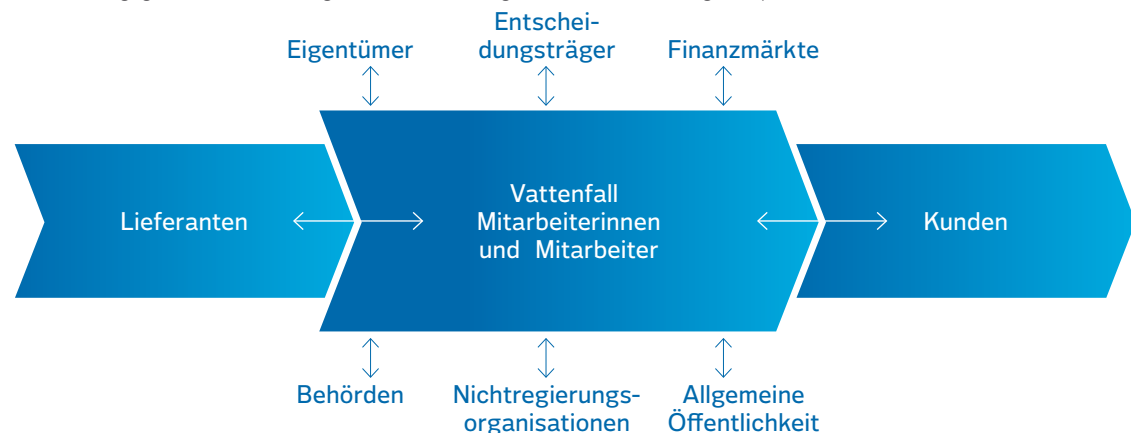 Entschei-
Eigentümer
dungsträger
Finanzmärkte
Lieferanten
Vattenfall
Mitarbeiterinnen
und Mitarbeiter
Kunden
Behörden
Nichtregierungs-
organisationen
Allgemeine
Öffentlichkeit